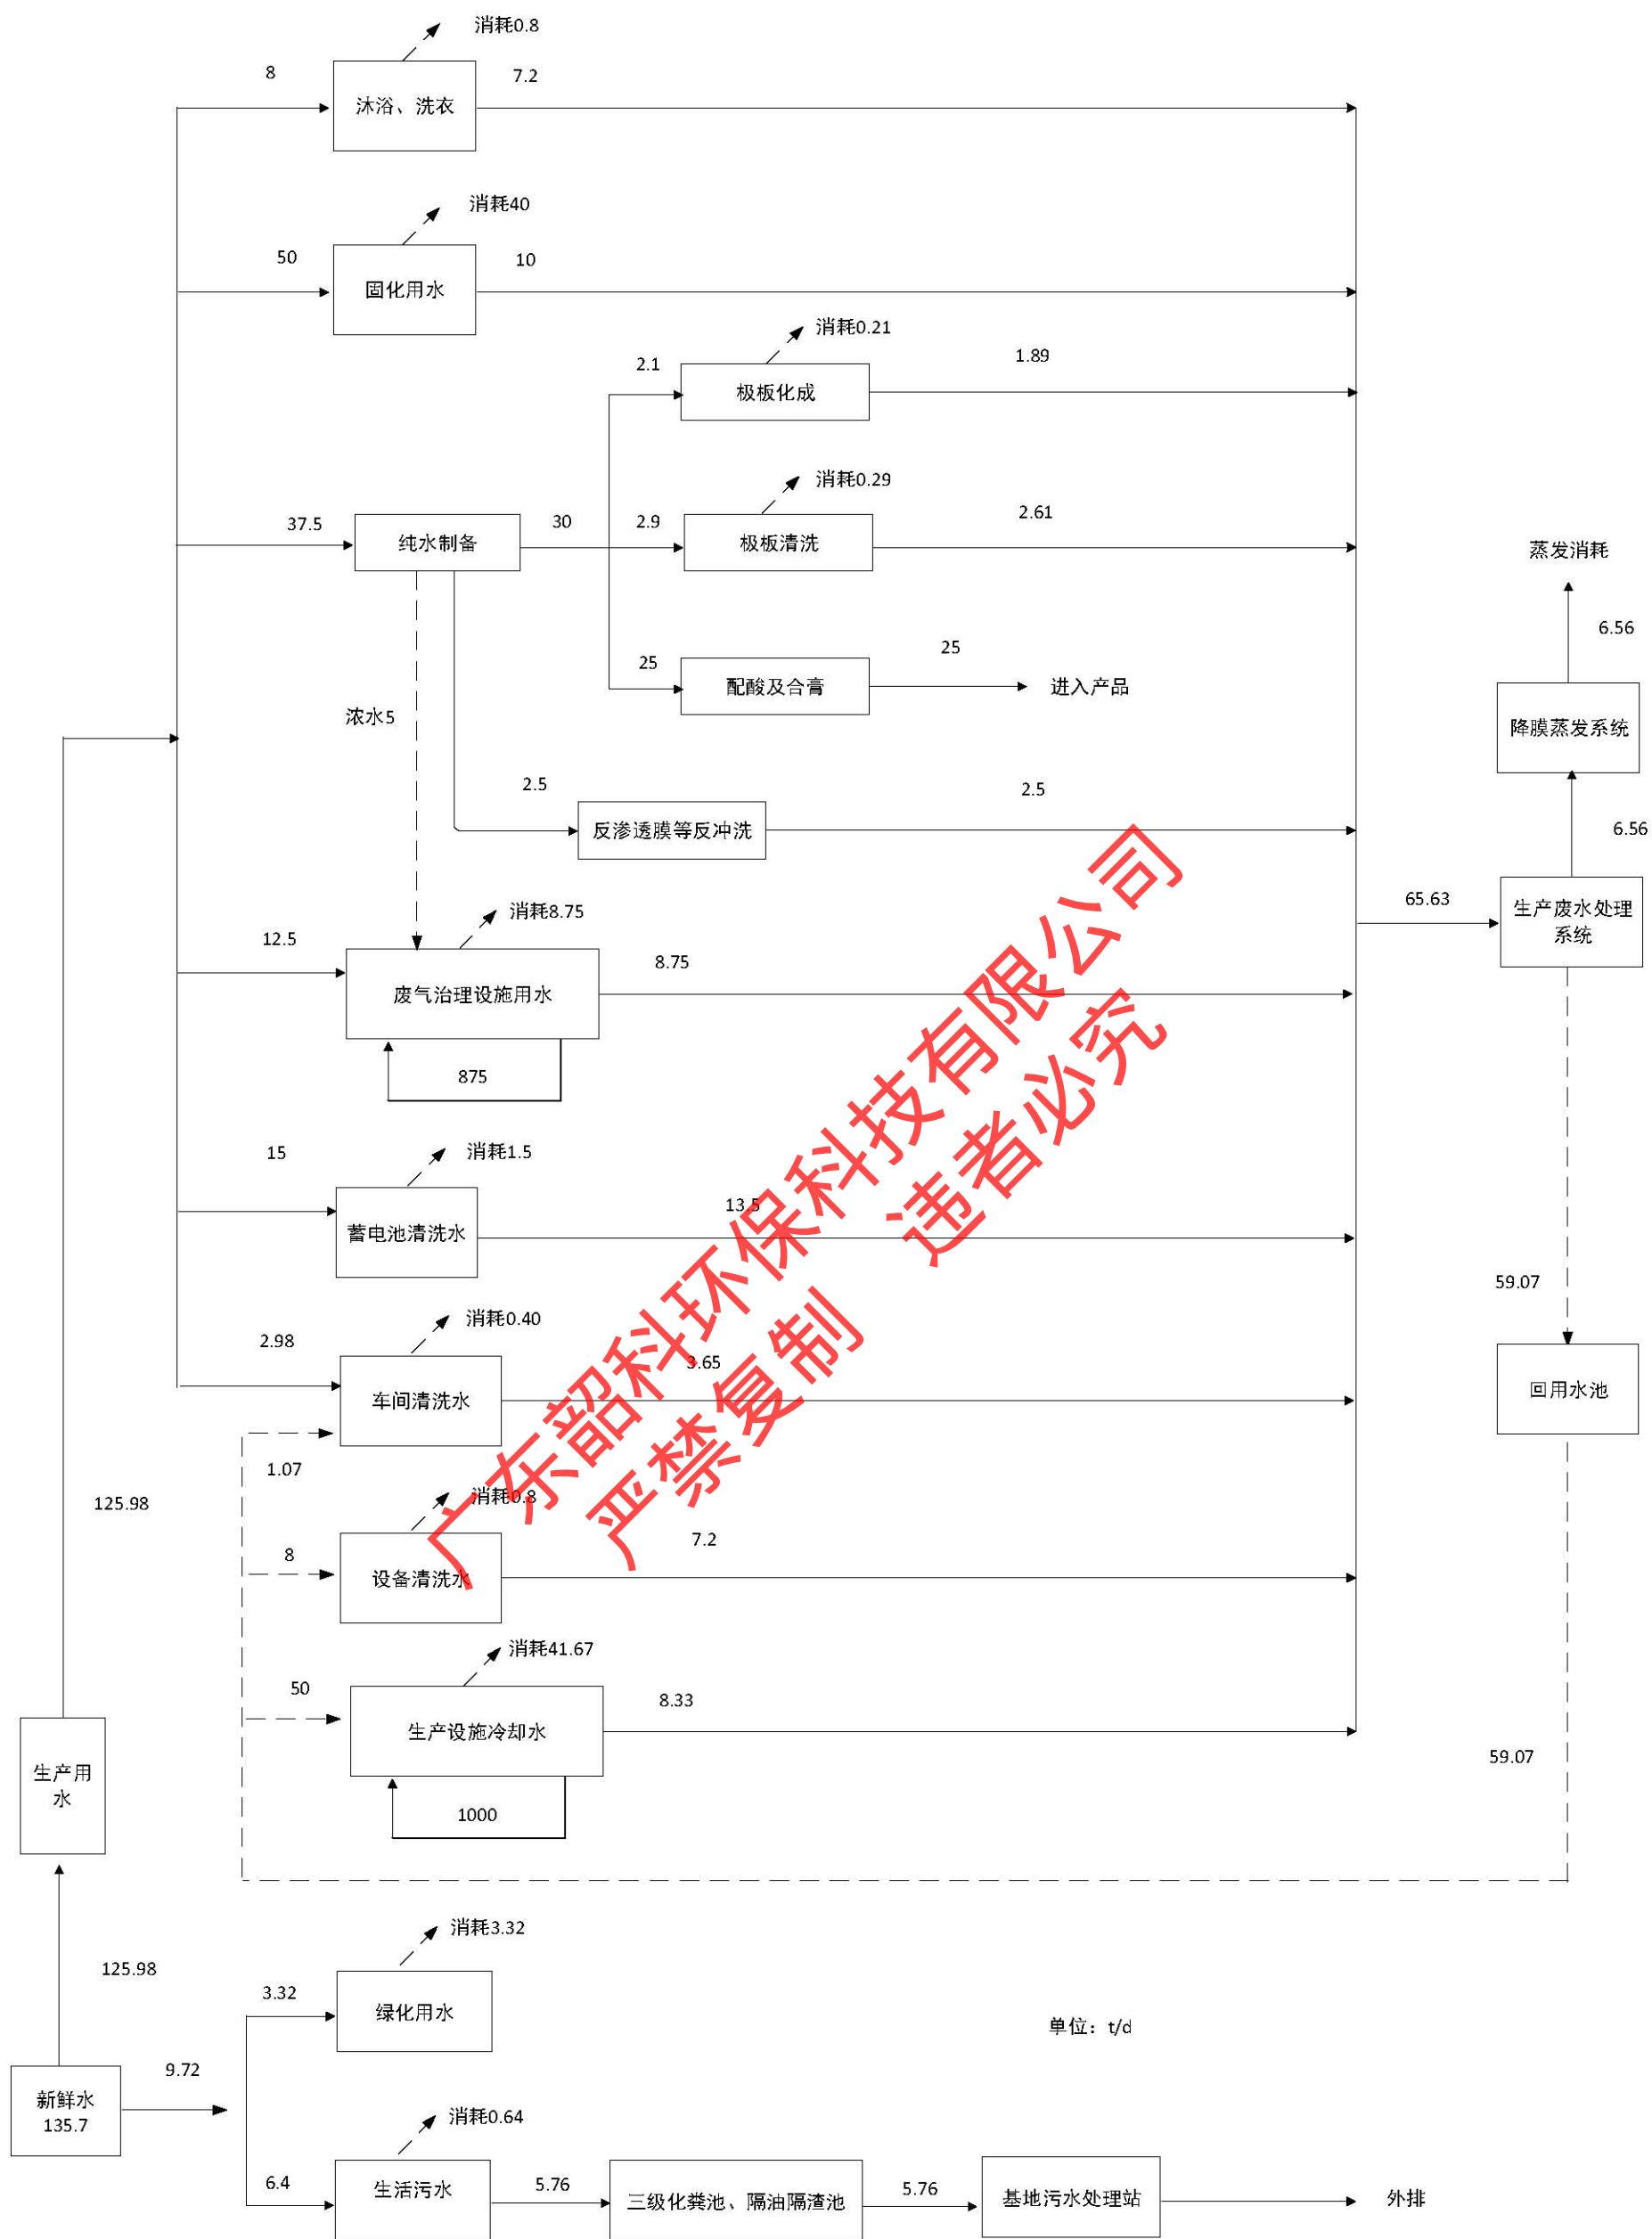 消耗0.8
8
7.2
沐浴、洗衣
消耗40
50
10
固化用水
消耗0.21
2.1
1.89
极板化成
消耗0.29
37.5
30
2.9
2.61
纯水制备
极板清洗
蒸发消耗
6.56
25
25
配酸及合膏
进入产品
浓水5
降膜蒸发系统
2.5
2.5
反渗透膜等反冲洗
6.56
65.63
生产废水处理
系统
消耗8.75
12.5
8.75
废气治理设施用水
875
消耗1.5
15
13.5
蓄电池清洗水
59.07
消耗0.40
2.98
3.65
车间清洗水
回用水池
1.07
125.98
消耗0.8
8
7.2
设备清洗水
消耗41.67
50
8.33
生产设施冷却水
59.07
生产用
水
1000
消耗3.32
125.98
3.32
绿化用水
单位：t/d
9.72
新鲜水
135.7
消耗0.64
6.4
生活污水
5.76
三级化粪池、隔油隔渣池
5.76
基地污水处理站
外排
广东韶科环保科技有限公司
严禁复制 违者必究